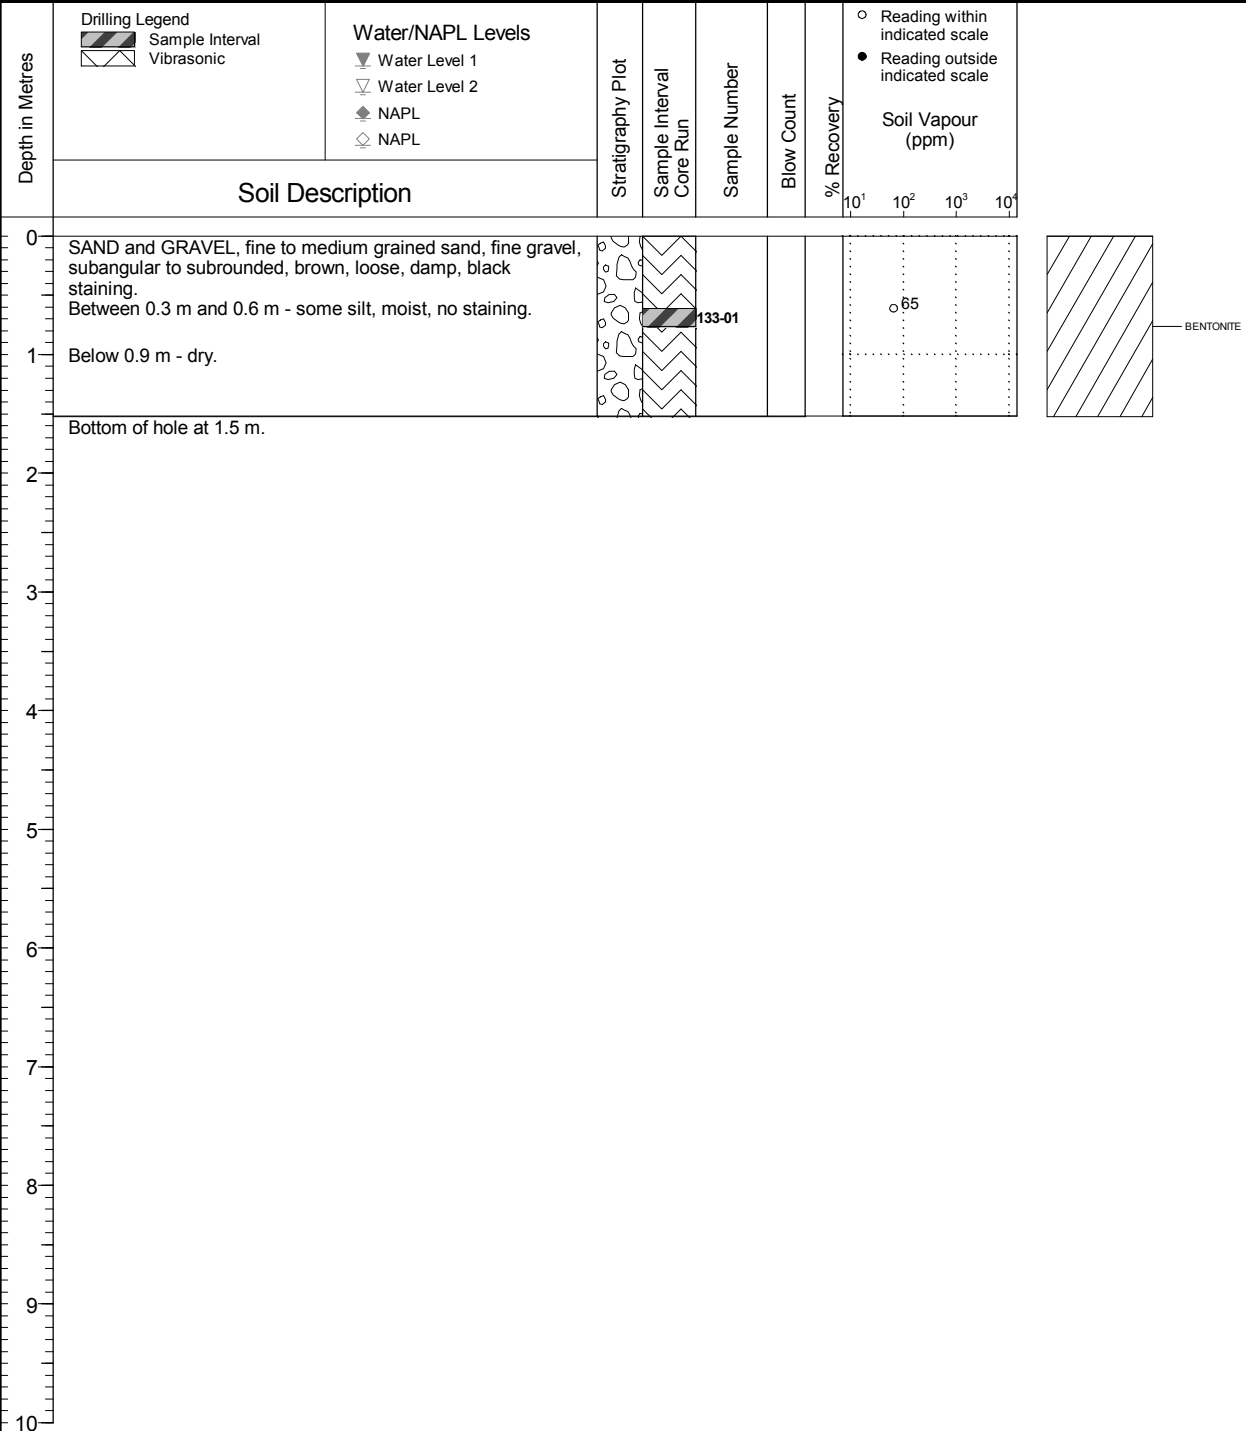 Drilling Legend
Sample Interval
Vibrasonic
Water/NAPL Levels
Water Level 1
Water Level 2
NAPL
NAPL
Depth in Metres
Soil Description
Stratigraphy Plot
Sample Interval
Core Run
Sample Number
Blow Count
% Recovery
Reading within
indicated scale
Reading outside
indicated scale
Soil Vapour
(ppm)
10¹ 10² 10³ 10⁴
0
SAND and GRAVEL, fine to medium grained sand, fine gravel,
subangular to subrounded, brown, loose, damp, black
staining.
Between 0.3 m and 0.6 m - some silt, moist, no staining.
133-01
65
BENTONITE
1
Below 0.9 m - dry.
Bottom of hole at 1.5 m.
2
3
4
5
6
7
8
9
10